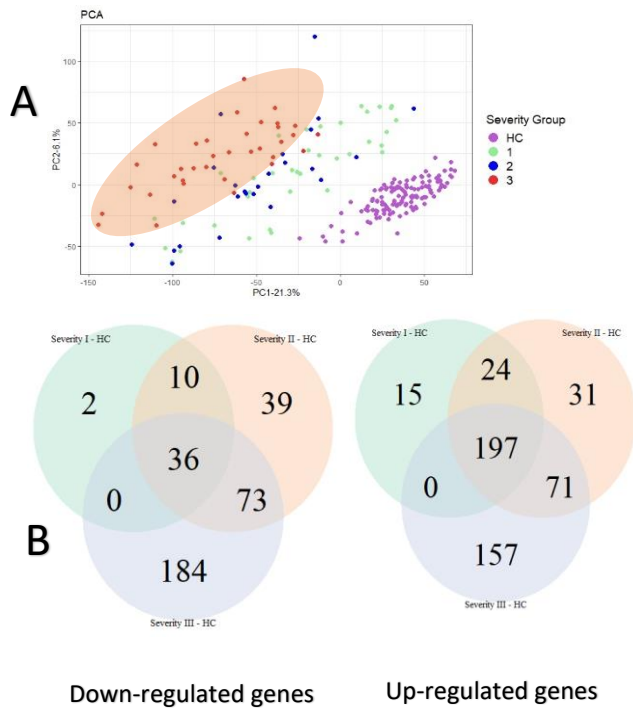 PCA
A
100
50
0
-50
PC2-6.1%
-150
-100
-50
0
50
PC1-21.3%
Severity Group
HC
1
2
3
B
Severity I - HC
Severity II - HC
2
10
39
36
0
73
184
Severity III - HC
Down-regulated genes
Severity I - HC
Severity II - HC
15
24
31
197
0
71
157
Severity III - HC
Up-regulated genes